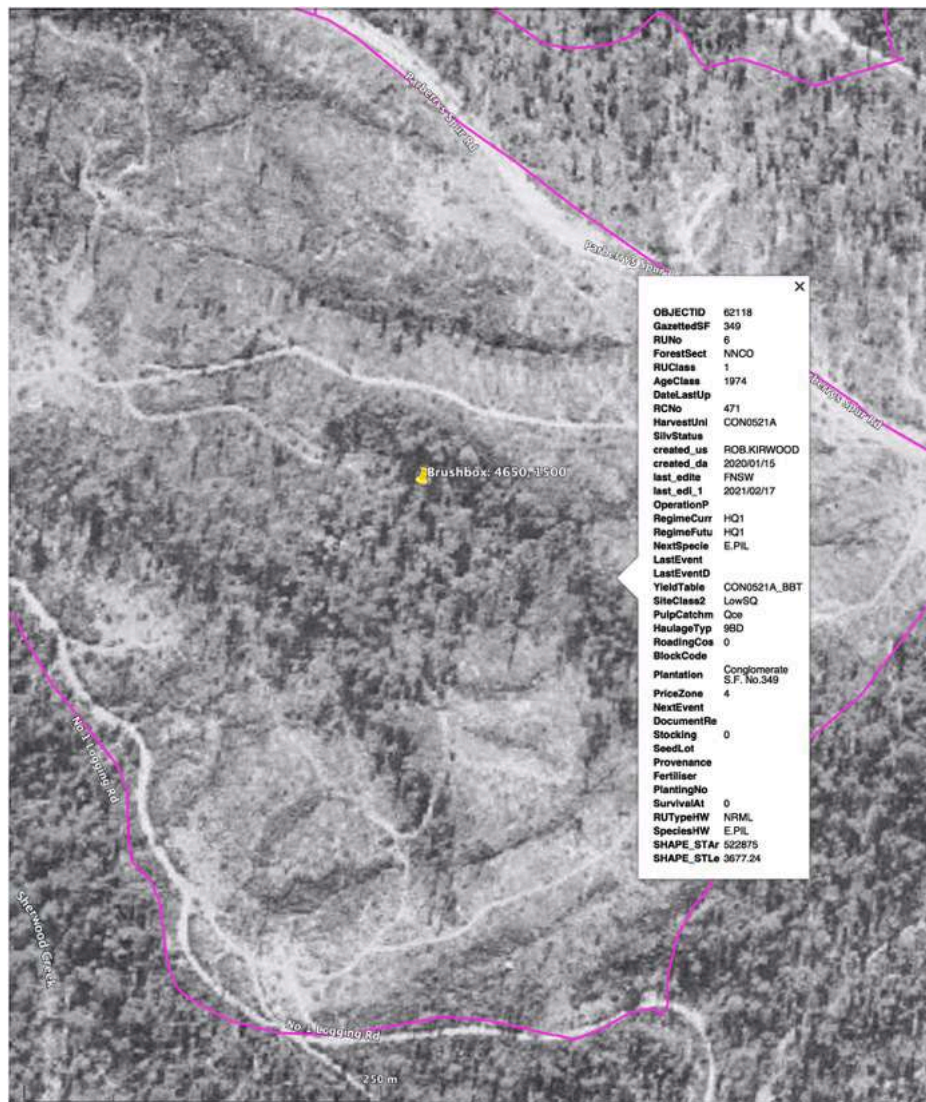 Parberrys Spur Rd
Parberrys Spur
berrys Spur Rd
Brushbox: 4650, 1500
OBJECTID 62118
GazettedSF 349
RUNo 6
ForestSect NNCO
RUClass 1
AgeClass 1974
DateLastUp
RCNo 471
HarvestUnI CON0521A
SilvStatus
created_us ROB.KIRWOOD
created_da 2020/01/15
last_edite FNSW
last_edi_1 2021/02/17
OperationP
RegimeCurr HQ1
RegimeFutu HQ1
NextSpecie E.PIL
LastEvent
LastEventD
YieldTable CON0521A_BBT
SiteClass2 LowSQ
PulpCatchm Qce
HaulageTyp 9BD
RoadingCos 0
BlockCode
Plantation Conglomerate
S.F. No.349
PriceZone 4
NextEvent
DocumentRe
Stocking 0
SeedLot
Provenance
Fertiliser
PlantingNo
SurvivalAt 0
RUTypeHW NRML
SpeciesHW E.PIL
SHAPE_STAr 522875
SHAPE_STLe 3677.24
No 1 Logging Rd
Sherwood Creek
No 1 Logging Rd
250 m